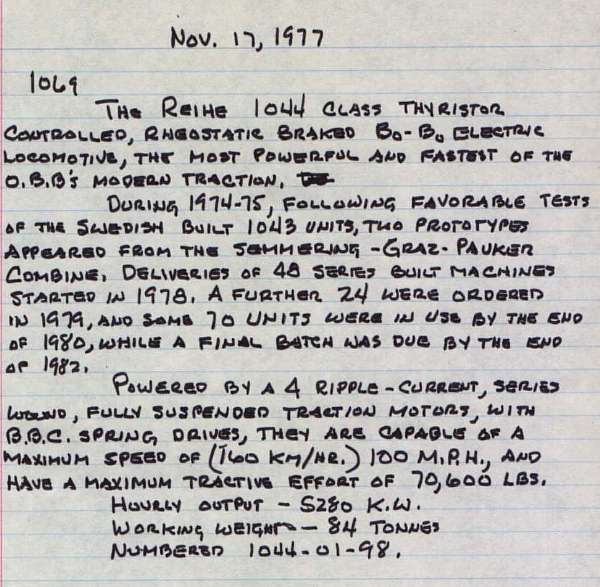 Nov. 17, 1977
1069
THE REIHE 1044 CLASS THYRISTOR
CONTROLLED, RHEOSTATIC BRAKED Bo-Bo ELECTRIC
LOCOMOTIVE, THE MOST POWERFUL AND FASTEST OF THE
O.B.B'S MODERN TRACTION.
DURING 1974-75, FOLLOWING FAVORABLE TESTS
OF THE SWEDISH BUILT 1043 UNITS, TWO PROTOTYPES
APPEARED FROM THE SEMMERING-GRAZ-PAUKER
COMBINE. DELIVERIES OF 48 SERIES BUILT MACHINES
STARTED IN 1978. A FURTHER 24 WERE ORDERED
IN 1979, AND SOME 70 UNITS WERE IN USE BY THE END
OF 1980, WHILE A FINAL BATCH WAS DUE BY THE END
OF 1982.
POWERED BY A 4 RIPPLE-CURRENT, SERIES
WOUND, FULLY SUSPENDED TRACTION MOTORS, WITH
B.B.C. SPRING DRIVES, THEY ARE CAPABLE OF A
MAXIMUM SPEED OF (160 KM/HR.) 100 M.P.H., AND
HAVE A MAXIMUM TRACTIVE EFFORT OF 70,600 LBS.
HOURLY OUTPUT - 5280 K.W.
WORKING WEIGHT - 84 TONNES
NUMBERED 1044-01-98.